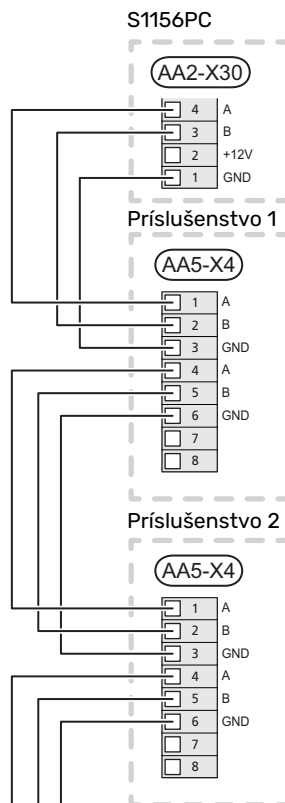 S1156PC
AA2-X30
4 A
3 B
2 +12V
1 GND
Príslušenstvo 1
AA5-X4
1 A
2 B
3 GND
4 A
5 B
6 GND
7
8
Príslušenstvo 2
AA5-X4
1 A
2 B
3 GND
4 A
5 B
6 GND
7
8